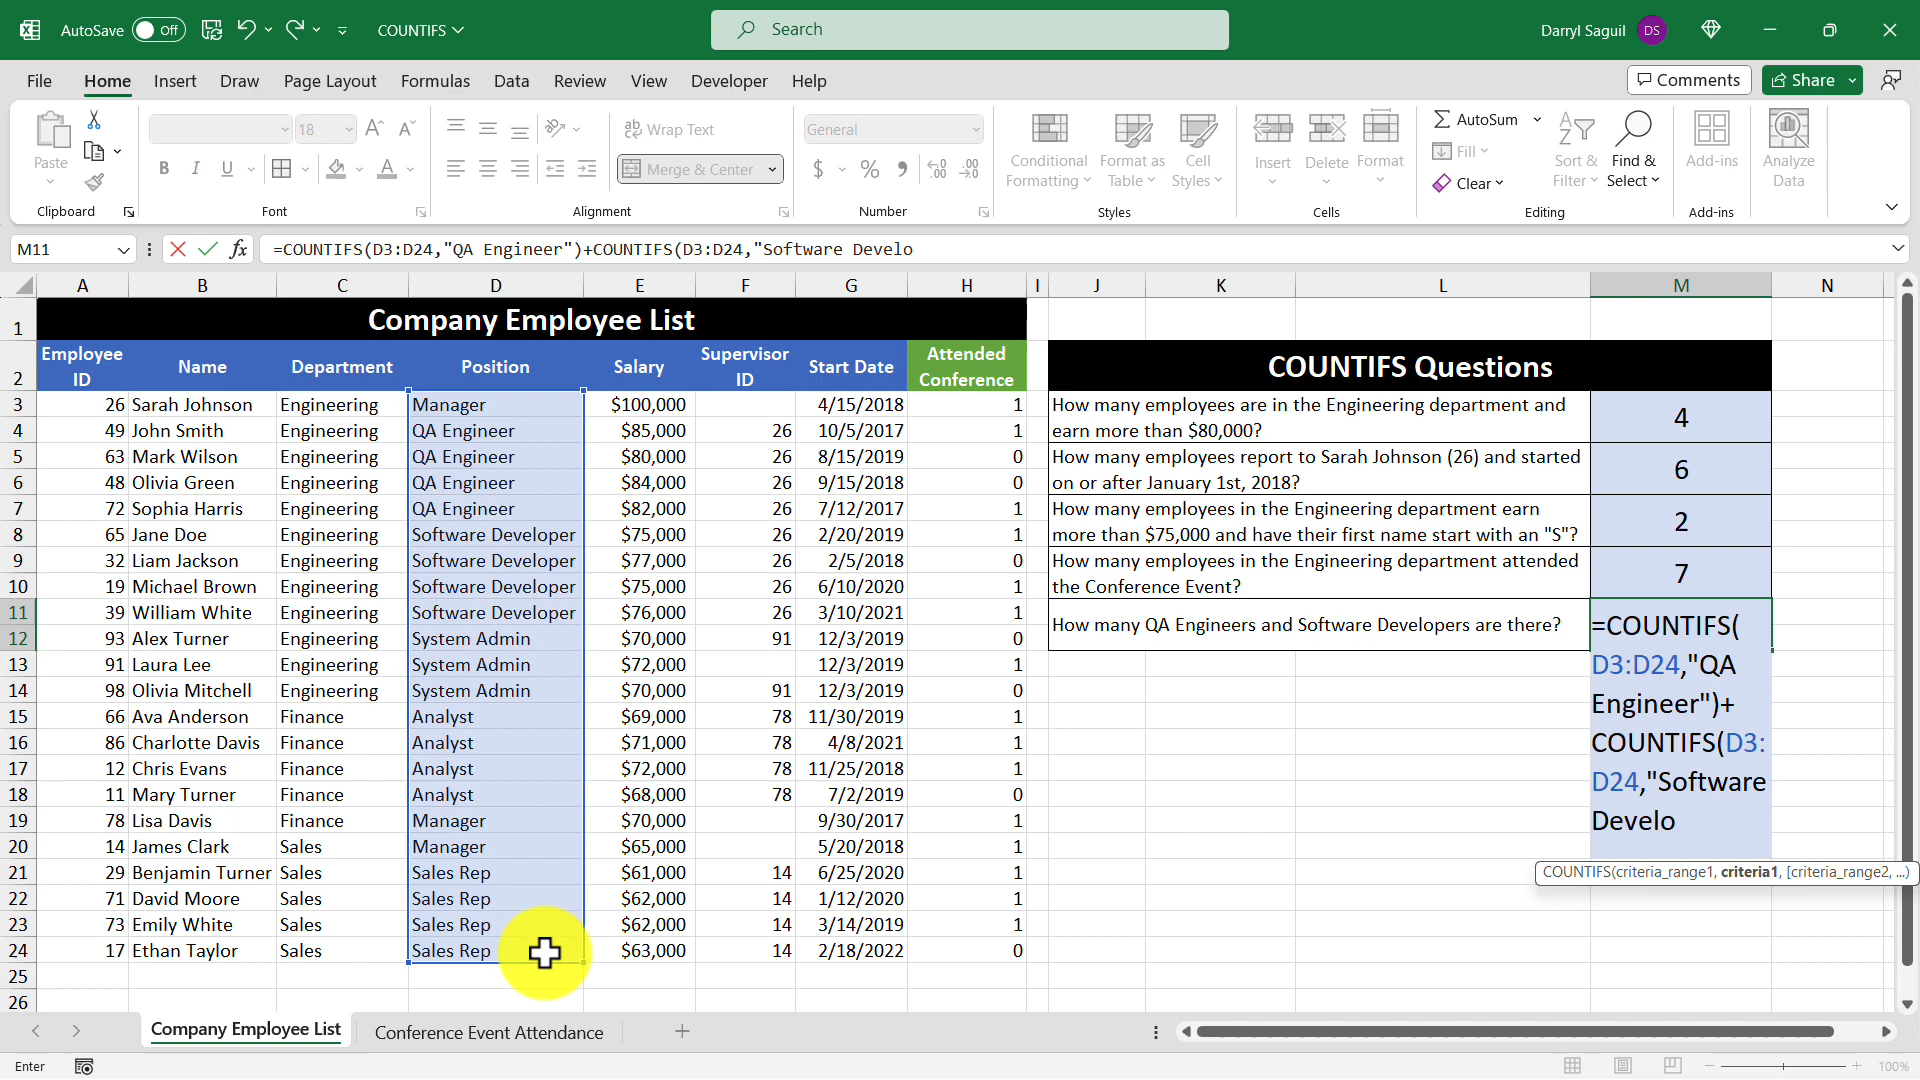 AutoSave Off COUNTIFS Search Darryl Saguil DS
File Home Insert Draw Page Layout Formulas Data Review View Developer Help Comments Share
Paste
Clipboard
18
B I U
Font
Wrap Text
Merge & Center
Alignment
General
$ % ,
Number
Conditional Formatting
Format as Table
Cell Styles
Styles
Insert Delete Format
Cells
AutoSum
Fill
Clear
Sort & Filter
Find & Select
Editing
Add-ins
Add-ins
Analyze Data
M11 fx =COUNTIFS(D3:D24,"QA Engineer")+COUNTIFS(D3:D24,"Software Develo
A B C D E F G H I J K L M N
1 Company Employee List
2 Employee ID Name Department Position Salary Supervisor ID Start Date Attended Conference
3 26 Sarah Johnson Engineering Manager $100,000 4/15/2018 1
4 49 John Smith Engineering QA Engineer $85,000 26 10/5/2017 1
5 63 Mark Wilson Engineering QA Engineer $80,000 26 8/15/2019 0
6 48 Olivia Green Engineering QA Engineer $84,000 26 9/15/2018 0
7 72 Sophia Harris Engineering QA Engineer $82,000 26 7/12/2017 1
8 65 Jane Doe Engineering Software Developer $75,000 26 2/20/2019 1
9 32 Liam Jackson Engineering Software Developer $77,000 26 2/5/2018 0
10 19 Michael Brown Engineering Software Developer $75,000 26 6/10/2020 1
11 39 William White Engineering Software Developer $76,000 26 3/10/2021 1
12 93 Alex Turner Engineering System Admin $70,000 91 12/3/2019 0
13 91 Laura Lee Engineering System Admin $72,000 12/3/2019 1
14 98 Olivia Mitchell Engineering System Admin $70,000 91 12/3/2019 0
15 66 Ava Anderson Finance Analyst $69,000 78 11/30/2019 1
16 86 Charlotte Davis Finance Analyst $71,000 78 4/8/2021 1
17 12 Chris Evans Finance Analyst $72,000 78 11/25/2018 1
18 11 Mary Turner Finance Analyst $68,000 78 7/2/2019 0
19 78 Lisa Davis Finance Manager $70,000 9/30/2017 1
20 14 James Clark Sales Manager $65,000 5/20/2018 1
21 29 Benjamin Turner Sales Sales Rep $61,000 14 6/25/2020 1
22 71 David Moore Sales Sales Rep $62,000 14 1/12/2020 1
23 73 Emily White Sales Sales Rep $62,000 14 3/14/2019 1
24 17 Ethan Taylor Sales Sales Rep $63,000 14 2/18/2022 0
25
26
COUNTIFS Questions
How many employees are in the Engineering department and
earn more than $80,000?
4
How many employees report to Sarah Johnson (26) and started
on or after January 1st, 2018?
6
How many employees in the Engineering department earn
more than $75,000 and have their first name start with an "S"?
2
How many employees in the Engineering department attended
the Conference Event?
7
How many QA Engineers and Software Developers are there?
=COUNTIFS(
D3:D24,"QA
Engineer")+
COUNTIFS(D3:
D24,"Software
Develo
COUNTIFS(criteria_range1, criteria1, [criteria_range2, ...)
Company Employee List Conference Event Attendance
Enter 100%